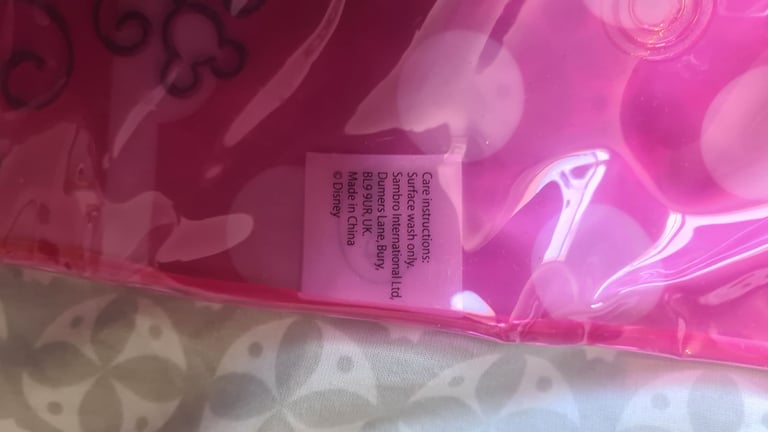 Care instructions:
Surface wash only.
Sambro International Ltd,
Dumers Lane, Bury,
BL9 9UR, UK.
Made in China
©Disney